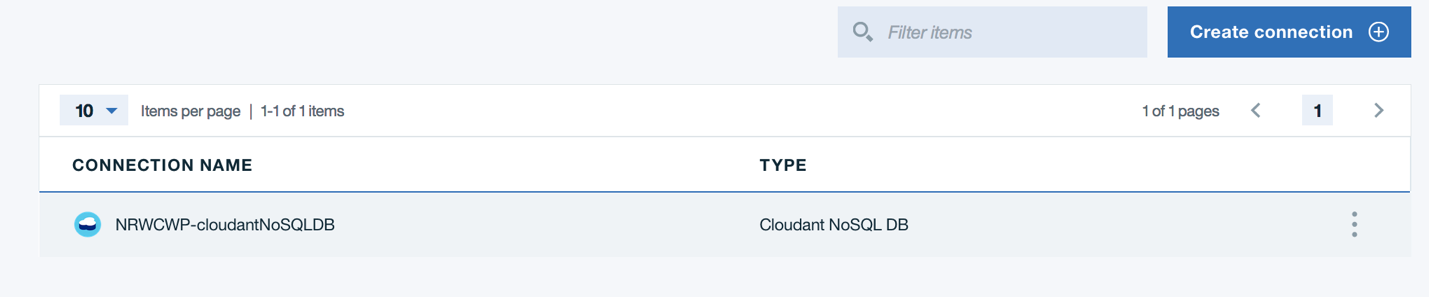 Filter items
Create connection
10 Items per page | 1-1 of 1 items 1 of 1 pages 1
CONNECTION NAME TYPE
NRWCWP-cloudantNoSQLDB Cloudant NoSQL DB